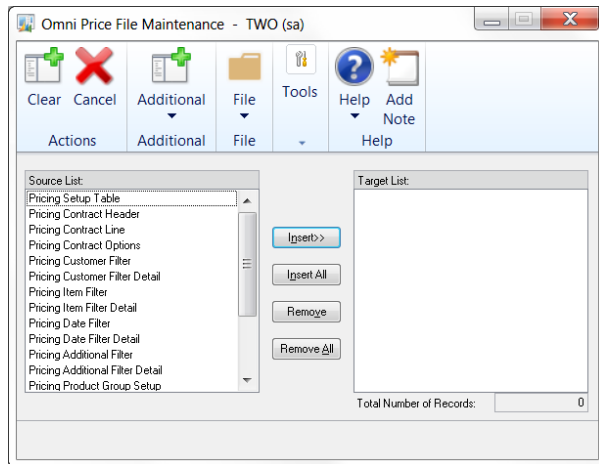 Omni Price File Maintenance - TWO (sa)
Clear Cancel Additional File Tools Help Add Note
Actions Additional File Help
Source List:
Target List:
Pricing Setup Table
Pricing Contract Header
Pricing Contract Line
Pricing Contract Options
Pricing Customer Filter
Pricing Customer Filter Detail
Pricing Item Filter
Pricing Item Filter Detail
Pricing Date Filter
Pricing Date Filter Detail
Pricing Additional Filter
Pricing Additional Filter Detail
Pricing Product Group Setup
Insert>>
Insert All
Remove
Remove All
Total Number of Records: 0